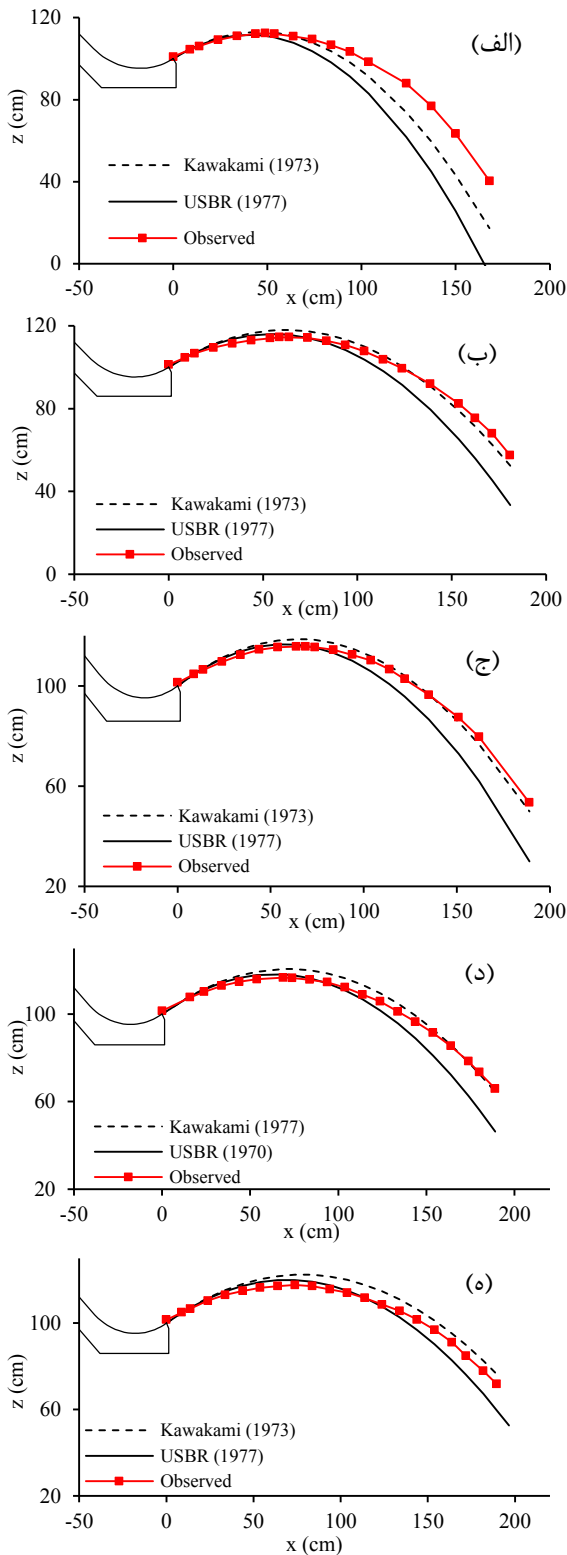 120
(الف)
80
z (cm)
Kawakami (1973)
40
USBR (1977)
Observed
0
-50 0 50 100 150 200
x (cm)
120
(ب)
80
z (cm)
40
Kawakami (1973)
USBR (1977)
Observed
0
-50 0 50 100 150 200
x (cm)
(ج)
100
z (cm)
60
Kawakami (1973)
USBR (1977)
Observed
20
-50 0 50 100 150 200
x (cm)
(د)
100
z (cm)
60
Kawakami (1977)
USBR (1970)
Observed
20
-50 0 50 100 150 200
x (cm)
(ه)
100
z (cm)
60
Kawakami (1973)
USBR (1977)
Observed
20
-50 0 50 100 150 200
x (cm)